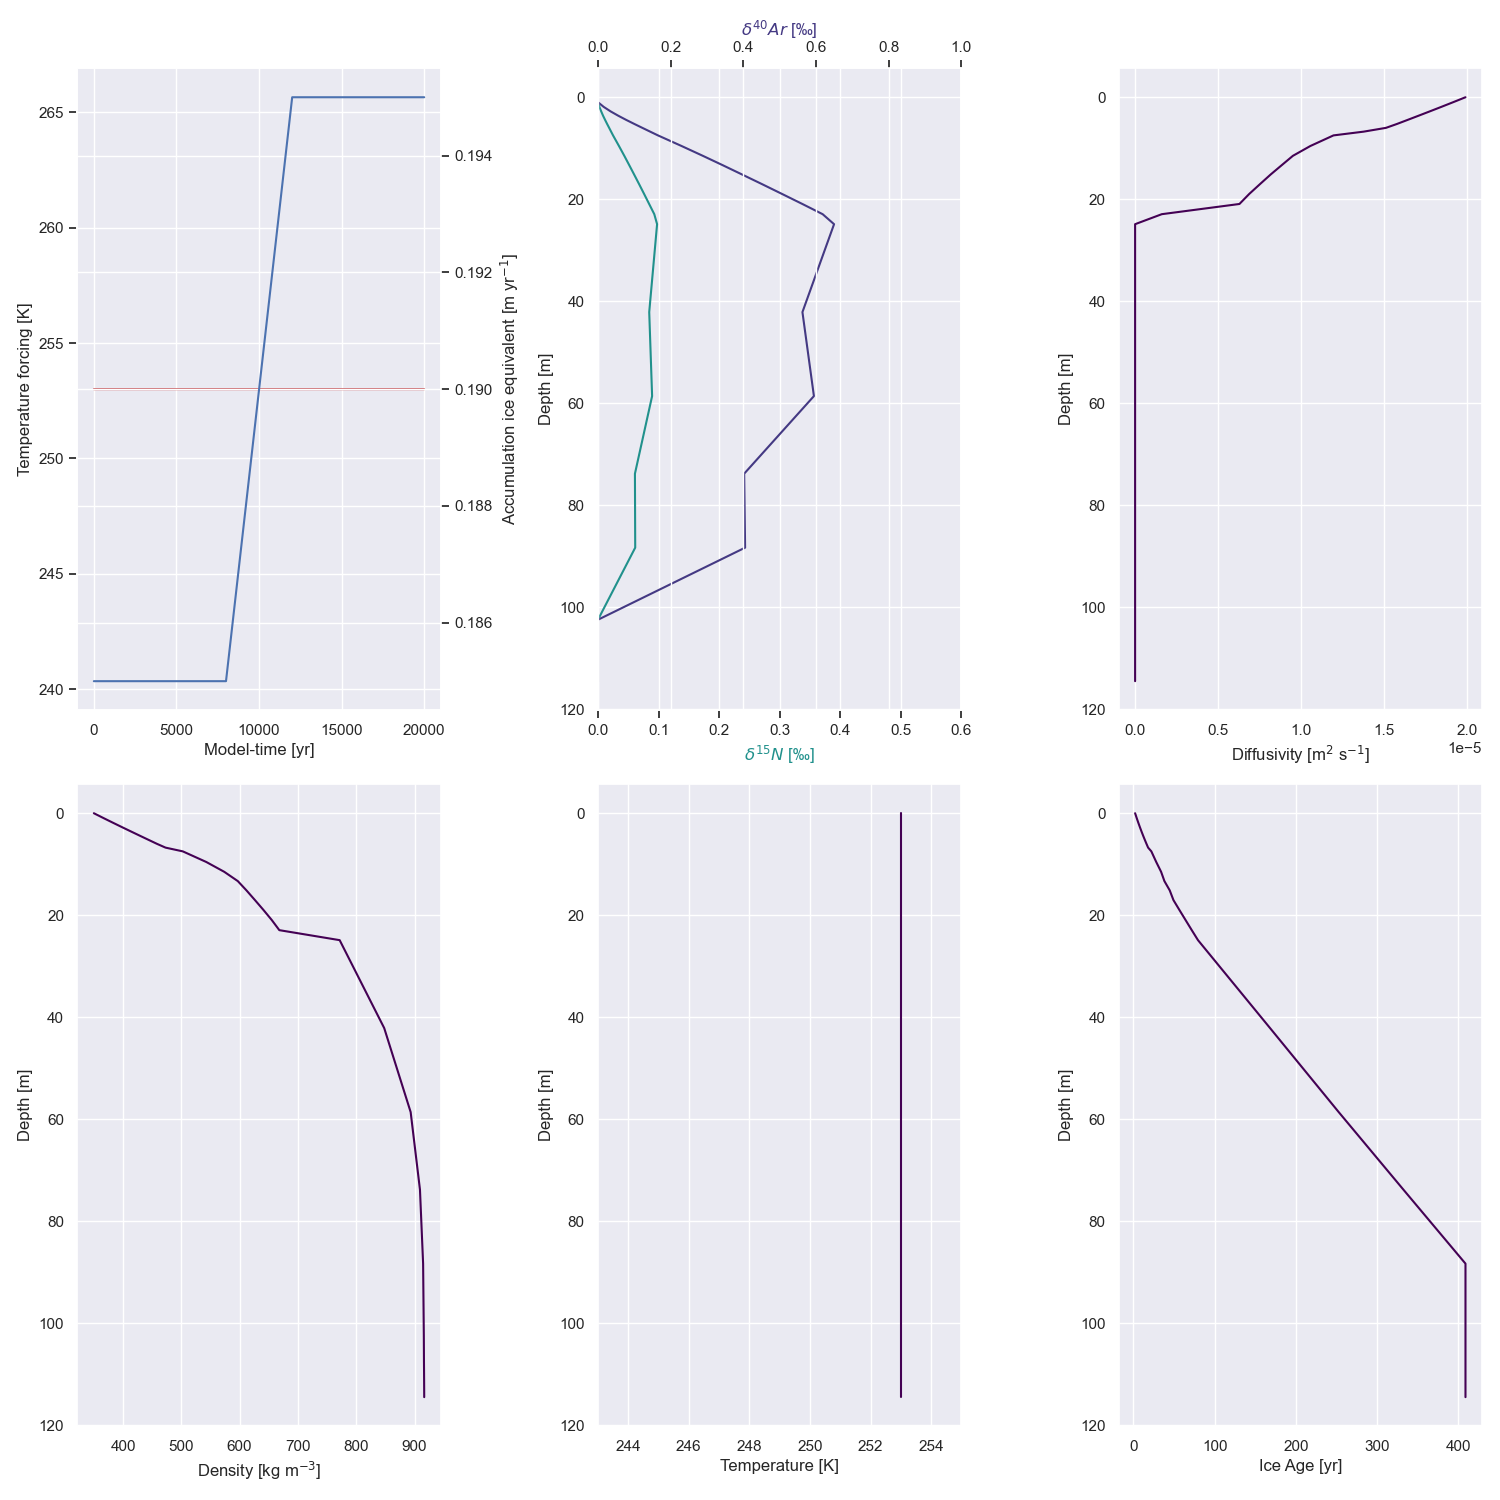 δ⁴⁰Ar [‰]
0.0 0.2 0.4 0.6 0.8 1.0
265
260
255
250
245
240
Temperature forcing [K]
0 5000 10000 15000 20000
Model-time [yr]
0.194
0.192
0.190
0.188
0.186
Accumulation ice equivalent [m yr⁻¹]
0
20
40
60
80
100
120
Depth [m]
0.0 0.1 0.2 0.3 0.4 0.5 0.6
δ¹⁵N [‰]
0
20
40
60
80
100
120
Depth [m]
0.0 0.5 1.0 1.5 2.0
1e−5
Diffusivity [m² s⁻¹]
0
20
40
60
80
100
120
Depth [m]
400 500 600 700 800 900
Density [kg m⁻³]
0
20
40
60
80
100
120
Depth [m]
244 246 248 250 252 254
Temperature [K]
0
20
40
60
80
100
120
Depth [m]
0 100 200 300 400
Ice Age [yr]